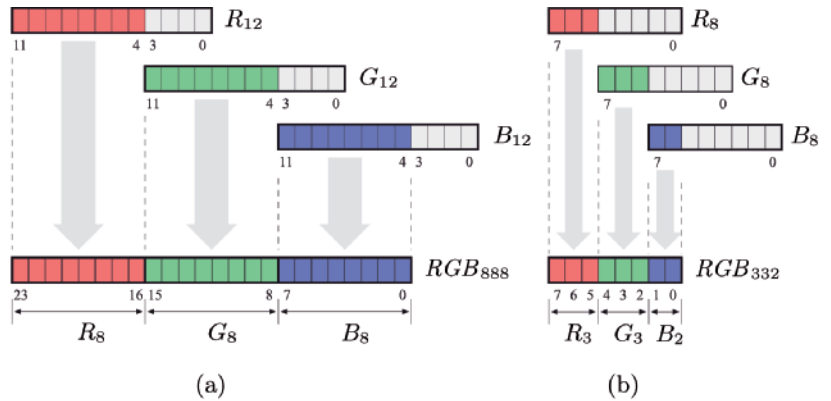 R12
11 4 3 0
G12
11 4 3 0
B12
11 4 3 0
RGB888
23 16 15 8 7 0
R8 G8 B8
(a)
R8
7 0
G8
7 0
B8
7 0
RGB332
7 6 5 4 3 2 1 0
R3 G3 B2
(b)